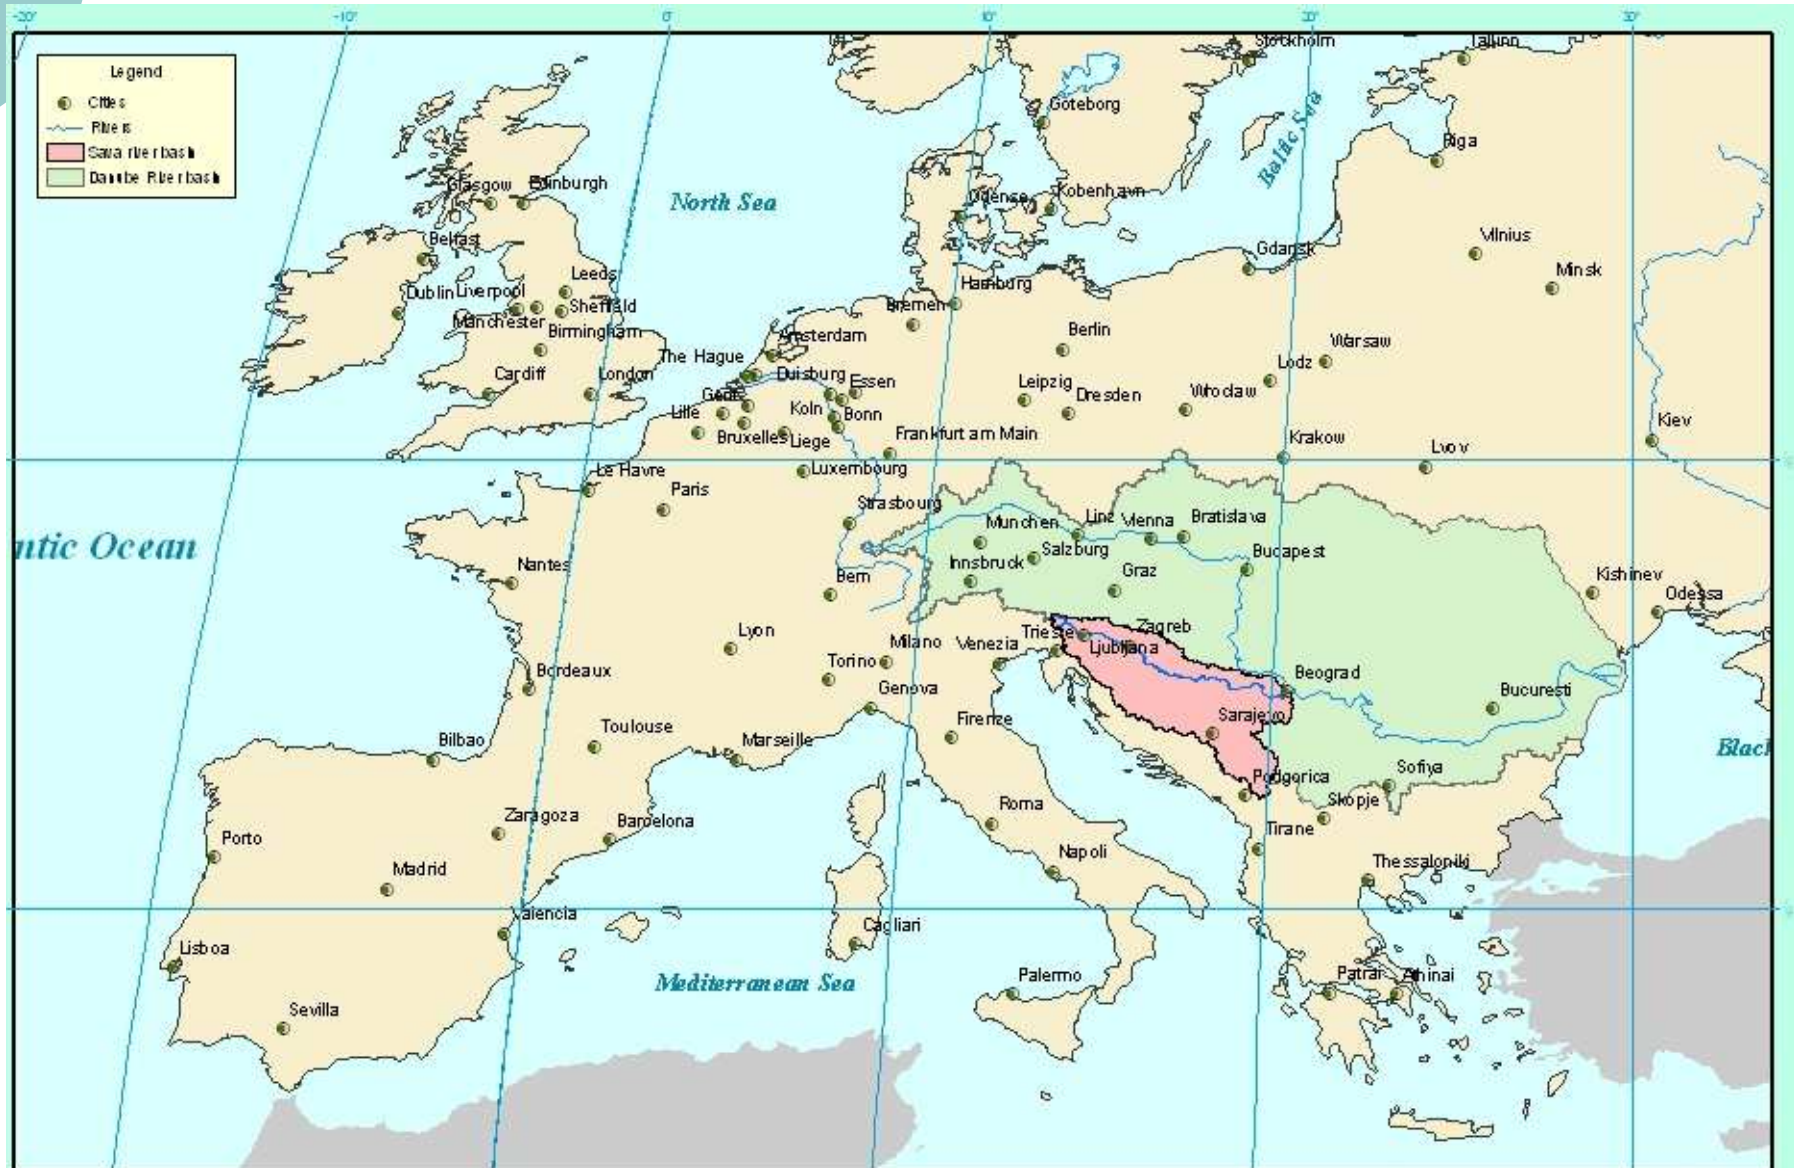 -20°
-10°
0°
10°
20°
30°
Legend
Cities
Rivers
Sava river basin
Danube River basin
Stockholm
Tallinn
Goteborg
Baltic Sea
Riga
Glasgow
Edinburgh
North Sea
Odense
Kobenhavn
Belfast
Gdansk
Vilnius
Minsk
Leeds
Dublin
Liverpool
Sheffield
Hamburg
Bremen
Manchester
Birmingham
Amsterdam
Berlin
Warsaw
The Hague
Lodz
Cardiff
London
Duisburg
Essen
Leipzig
Dresden
Wroclaw
Lille
Koln
Bonn
Kiev
Bruxelles
Liege
Frankfurt am Main
Krakow
Lvov
Le Havre
Luxembourg
Paris
Strasbourg
Munchen
Linz
Vienna
Bratislava
ntic Ocean
Salzburg
Budapest
Nantes
Bern
Innsbruck
Graz
Kishinev
Odessa
Lyon
Milano
Venezia
Trieste
Zagreb
Ljubljana
Bordeaux
Torino
Beograd
Genova
Bucuresti
Toulouse
Firenze
Sarajevo
Bilbao
Marseille
Black
Podgorica
Sofiya
Skopje
Zaragoza
Barcelona
Roma
Tirane
Porto
Madrid
Napoli
Thessaloniki
Valencia
Cagliari
Lisboa
Mediterranean Sea
Palermo
Patrai
Athinai
Sevilla